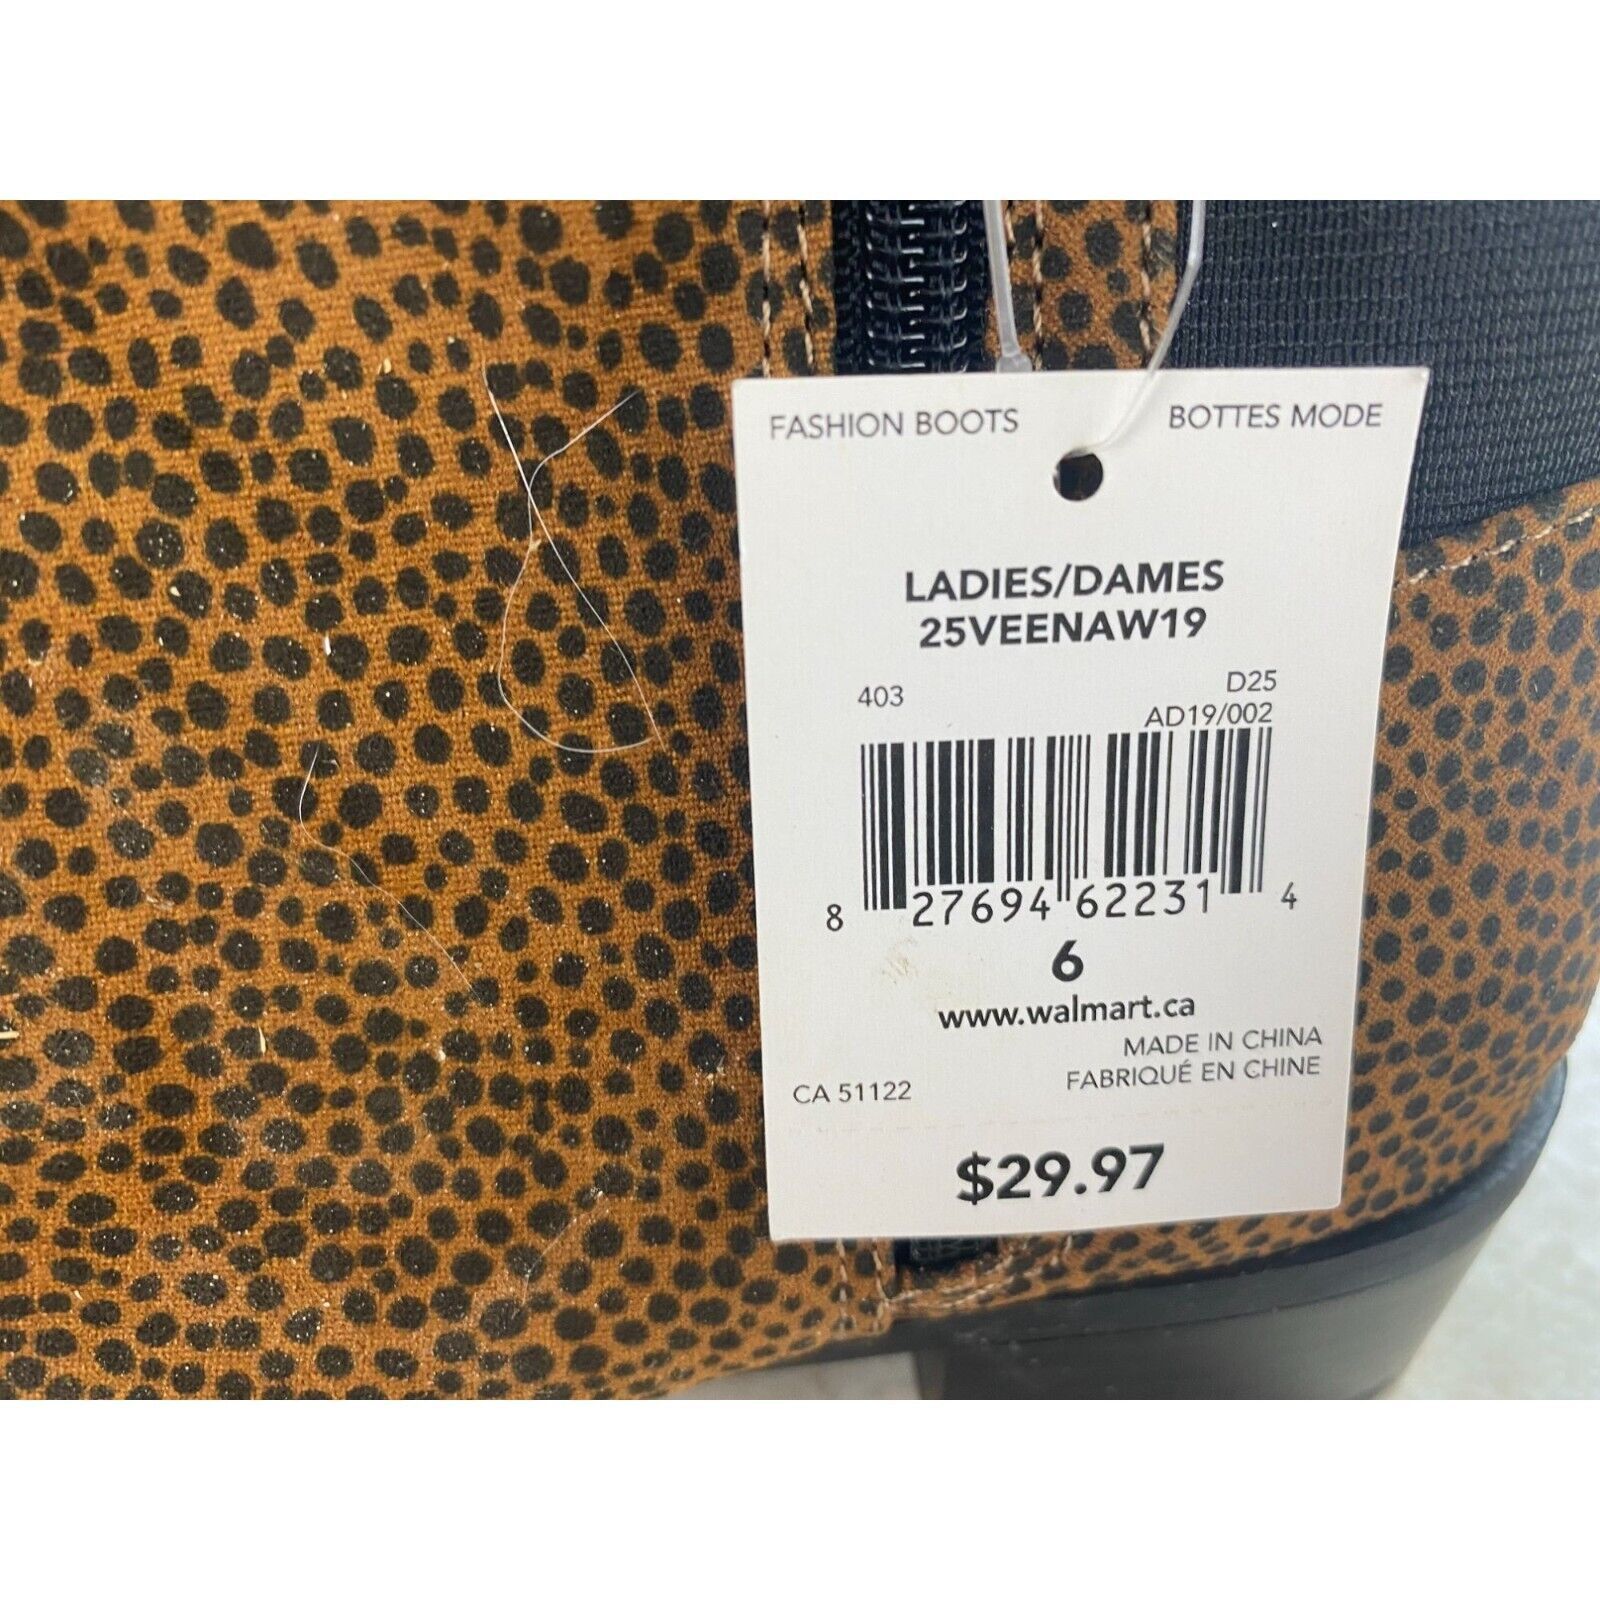 FASHION BOOTS BOTTES MODE
LADIES/DAMES
25VEENAW19
403 D25
AD19/002
8 27694 62231 4
6
www.walmart.ca
MADE IN CHINA
FABRIQUÉ EN CHINE
CA 51122
$29.97